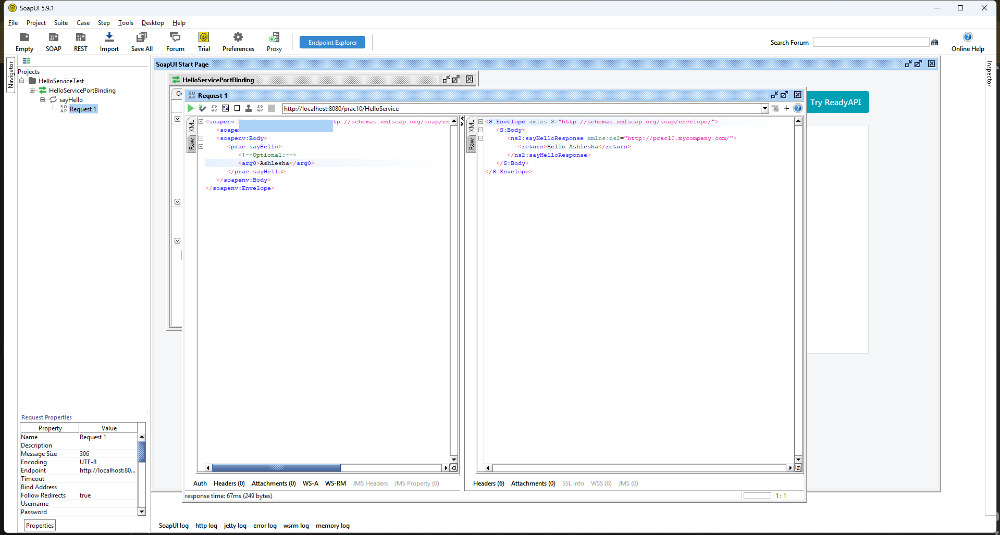 SoapUI 5.9.1
File Project Suite Case Step Tools Desktop Help
Empty SOAP REST Import Save All Forum Trial Preferences Proxy Endpoint Explorer Search Forum Online Help
Navigator
Projects
HelloServiceTest
HelloServicePortBinding
sayHello
SO AP Request 1
SoapUI Start Page
HelloServicePortBinding
Try ReadyAPI
Inspector
SO AP Request 1
http://localhost:8080/prac10/HelloService
XML
Raw
<soapenv: "http://schemas.xmlsoap.org/soap/en
<soape
<soapenv:Body>
<prac:sayHello>
<!--Optional:-->
<arg0>Ashlesha</arg0>
</prac:sayHello>
</soapenv:Body>
</soapenv:Envelope>
XML
Raw
<S:Envelope xmlns:S="http://schemas.xmlsoap.org/soap/envelope/">
<S:Body>
<ns2:sayHelloResponse xmlns:ns2="http://prac10.mycompany.com/">
<return>Hello Ashlesha</return>
</ns2:sayHelloResponse>
</S:Body>
</S:Envelope>
Auth Headers (0) Attachments (0) WS-A WS-RM JMS Headers JMS Property (0)
Headers (6) Attachments (0) SSL Info WSS (0) JMS (0)
response time: 67ms (249 bytes)
1 : 1
Request Properties
Property Value
Name Request 1
Description
Message Size 306
Encoding UTF-8
Endpoint http://localhost:80...
Timeout
Bind Address
Follow Redirects true
Username
Password
Properties
SoapUI log http log jetty log error log wsrm log memory log